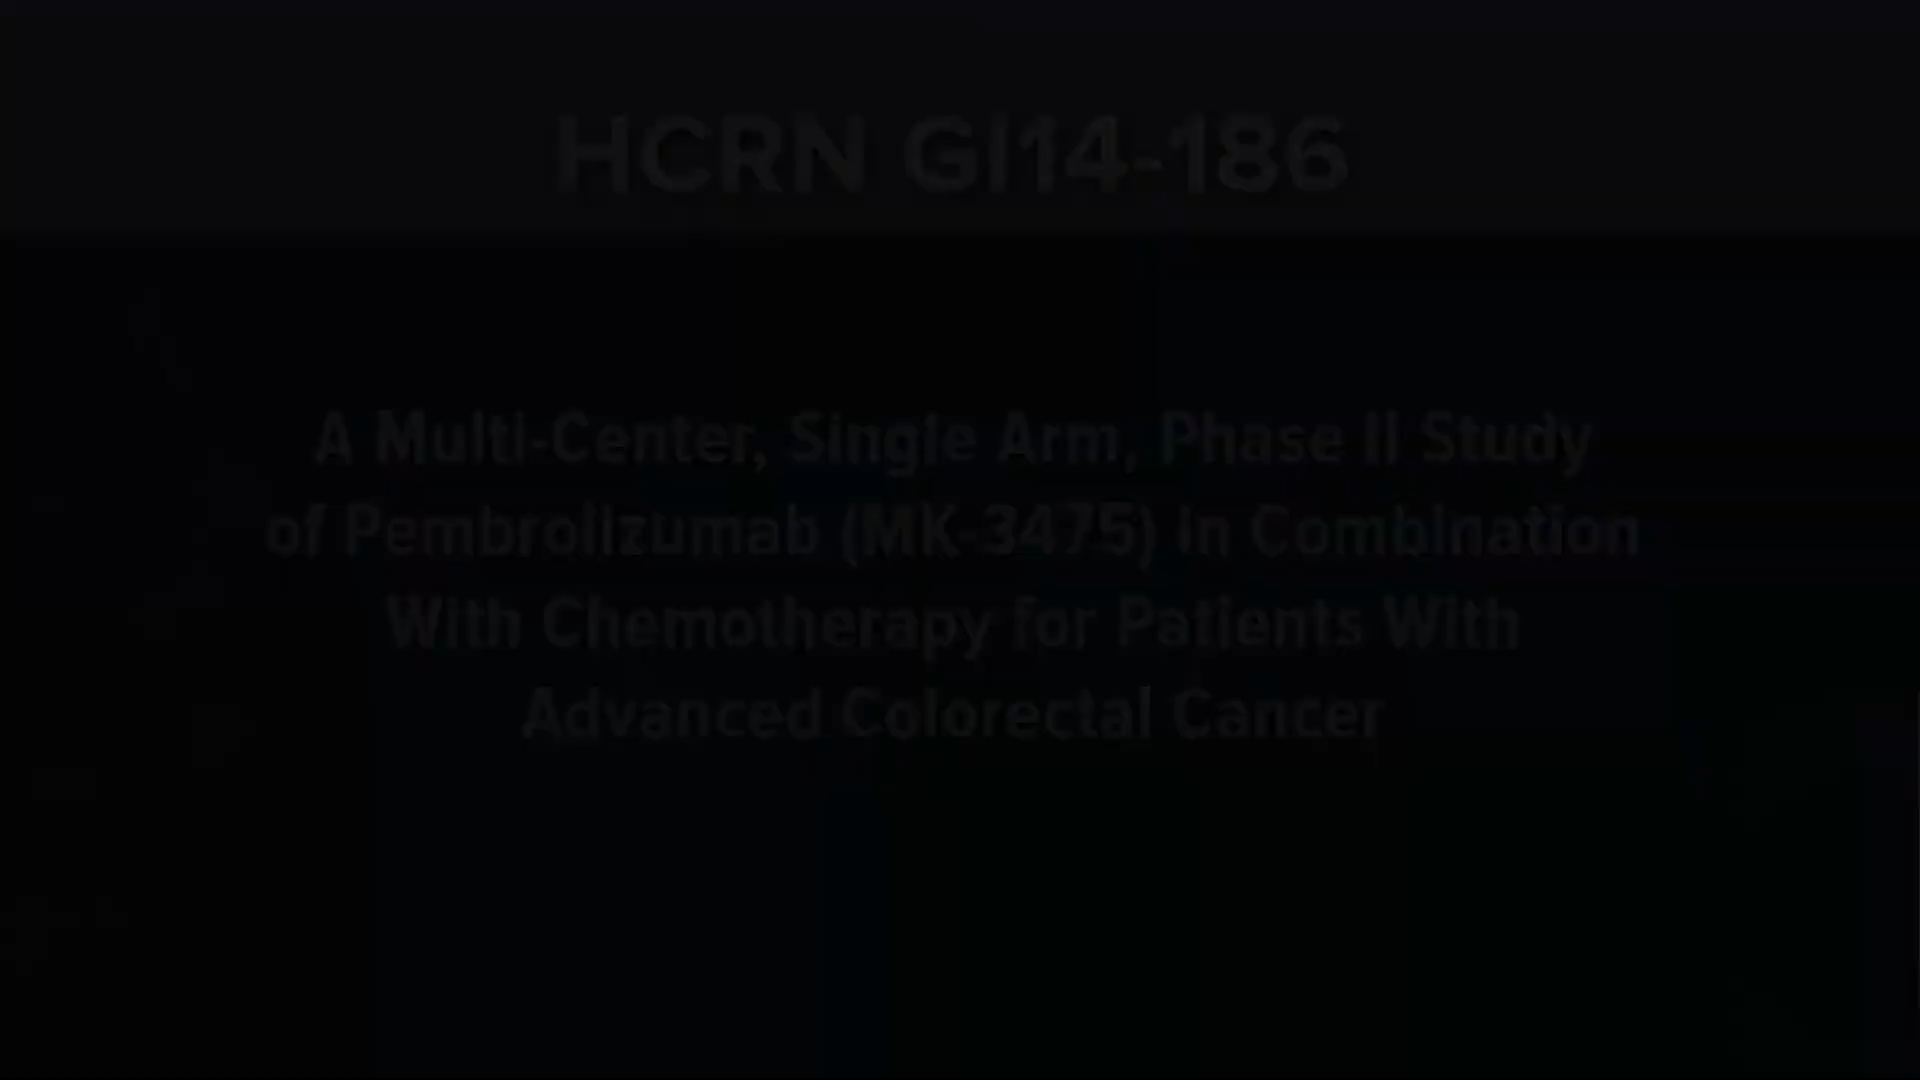 HCRN GI14-186
A Multi-Center, Single Arm, Phase II Study
of Pembrolizumab (MK-3475) in Combination
With Chemotherapy for Patients With
Advanced Colorectal Cancer